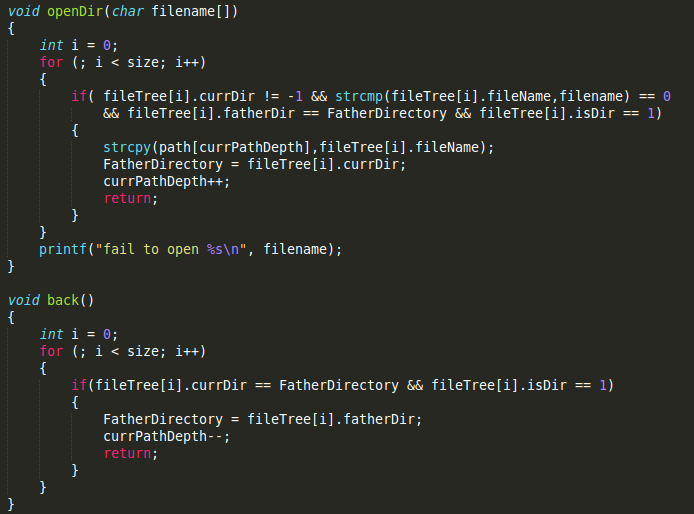 void openDir(char filename[])
{
    int i = 0;
    for (; i < size; i++)
    {
        if( fileTree[i].currDir != -1 && strcmp(fileTree[i].fileName,filename) == 0
            && fileTree[i].fatherDir == FatherDirectory && fileTree[i].isDir == 1)
        {
            strcpy(path[currPathDepth],fileTree[i].fileName);
            FatherDirectory = fileTree[i].currDir;
            currPathDepth++;
            return;
        }
    }
    printf("fail to open %s\n", filename);
}

void back()
{
    int i = 0;
    for (; i < size; i++)
    {
        if(fileTree[i].currDir == FatherDirectory && fileTree[i].isDir == 1)
        {
            FatherDirectory = fileTree[i].fatherDir;
            currPathDepth--;
            return;
        }
    }
}